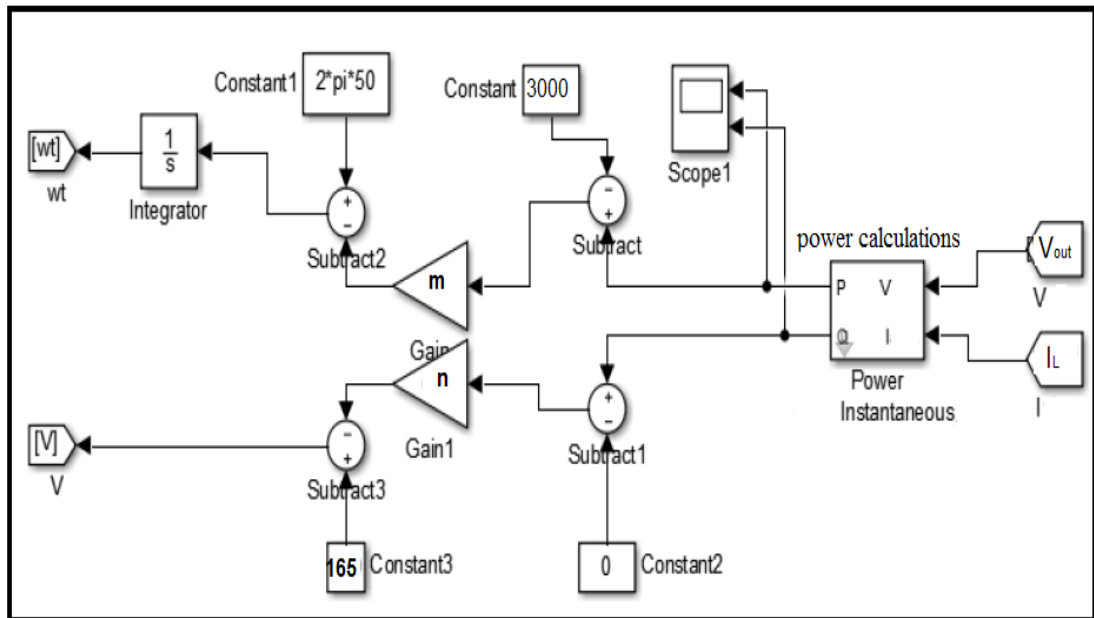 Constant1
2*pi*50
Constant
3000
Scope1
[wt]
wt
1
s
Integrator
+
−
Subtract2
−
+
Subtract
m
Gain
power calculations
P
V
Q
I
Power
Instantaneous
Vout
V
IL
I
n
Gain1
+
−
Subtract1
[V]
V
−
+
Subtract3
165
Constant3
0
Constant2